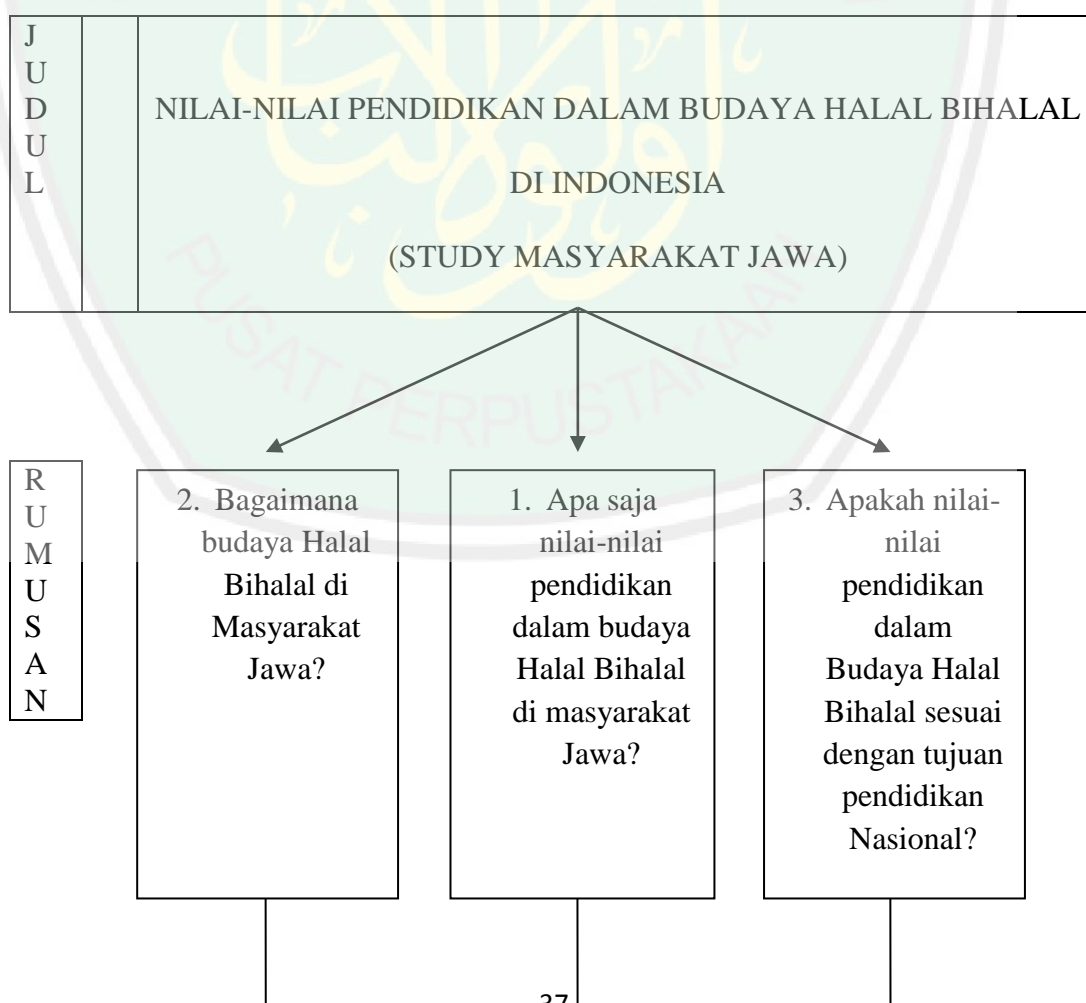 J
U
D
U
L
NILAI-NILAI PENDIDIKAN DALAM BUDAYA HALAL BIHALAL
DI INDONESIA
(STUDY MASYARAKAT JAWA)
PUSAT PERPUSTAKAAN
R
U
M
U
S
A
N
2. Bagaimana
budaya Halal
Bihalal di
Masyarakat
Jawa?
1. Apa saja
nilai-nilai
pendidikan
dalam budaya
Halal Bihalal
di masyarakat
Jawa?
3. Apakah nilai-
nilai
pendidikan
dalam
Budaya Halal
Bihalal sesuai
dengan tujuan
pendidikan
Nasional?
37